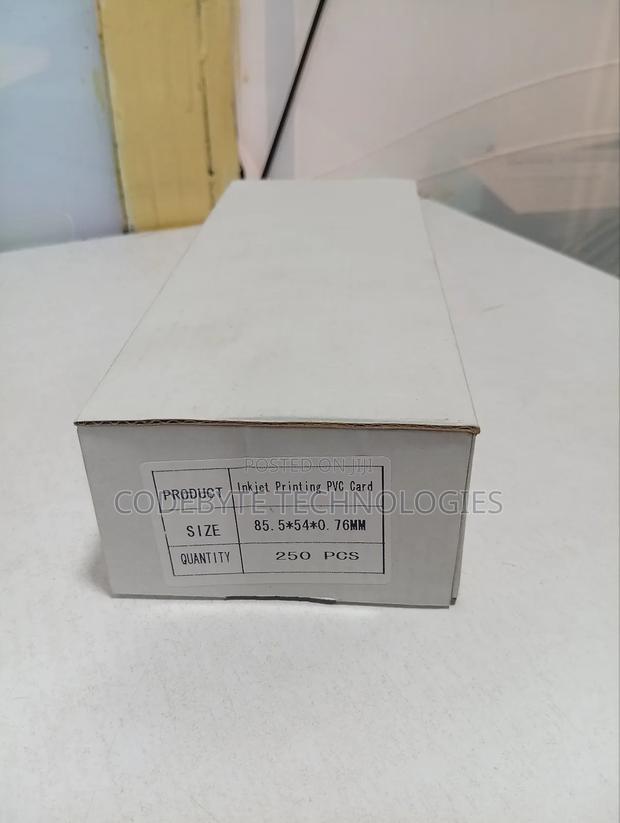 POSTED ON JIJI
PRODUCT Inkjet Printing PVC Card
CODEBYTE TECHNOLOGIES
SIZE 85.5*54*0.76MM
QUANTITY 250 PCS